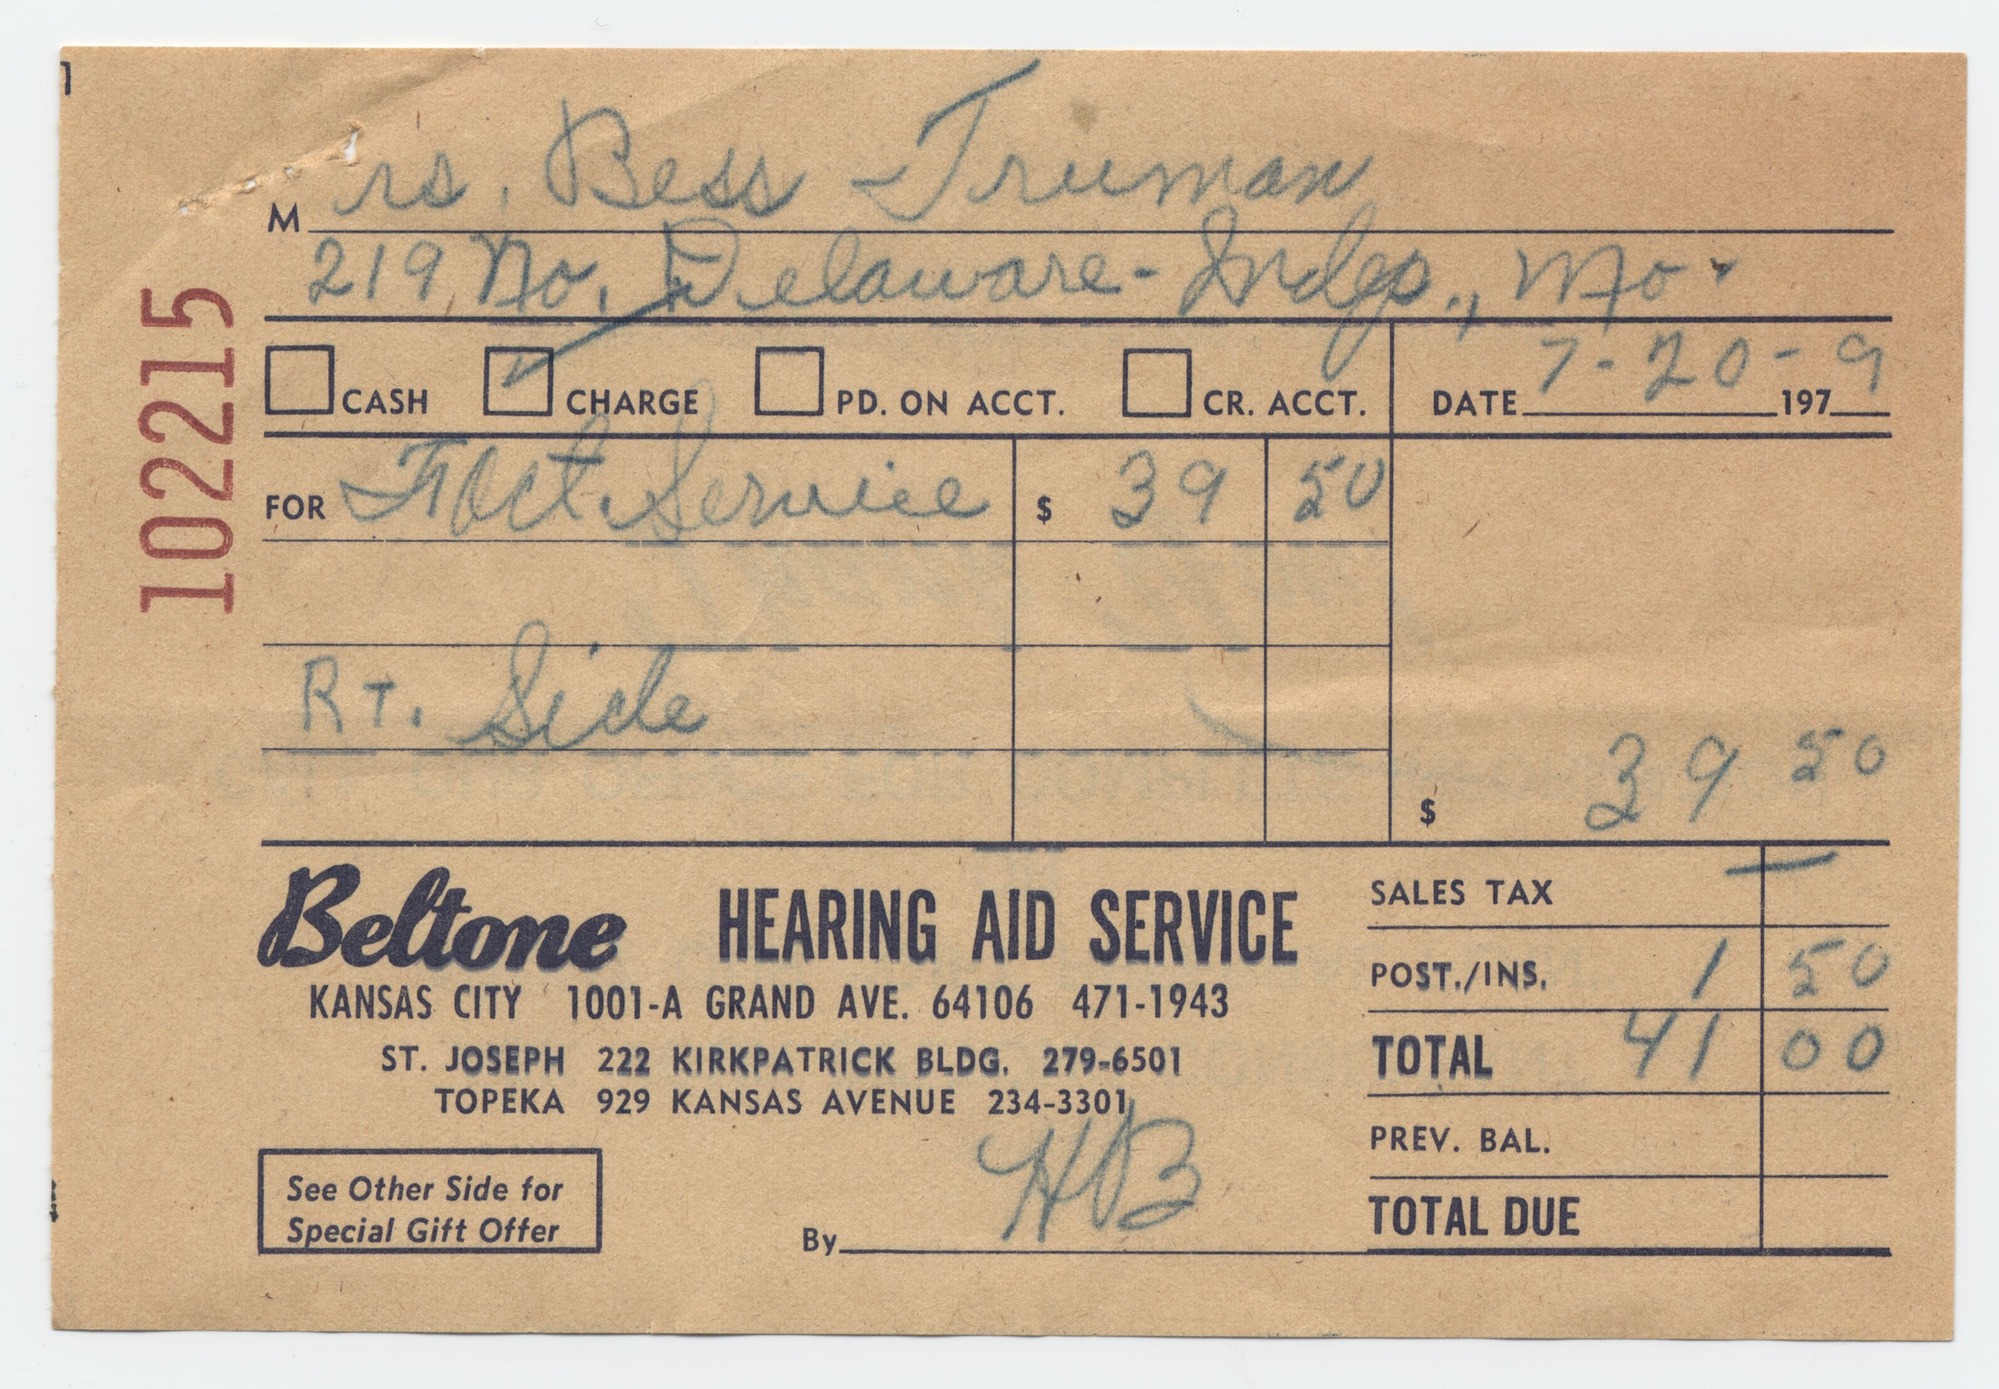 Mrs. Bess Truman
219 No. Delaware - Indep., Mo.
102215
CASH CHARGE PD. ON ACCT. CR. ACCT. DATE 7-20-9 197
FOR Fact. Service $ 39 50
Rt. Side
$ 39 50
Beltone HEARING AID SERVICE
KANSAS CITY 1001-A GRAND AVE. 64106 471-1943
ST. JOSEPH 222 KIRKPATRICK BLDG. 279-6501
TOPEKA 929 KANSAS AVENUE 234-3301
SALES TAX —
POST./INS. 1 50
TOTAL 41 00
PREV. BAL.
TOTAL DUE
See Other Side for
Special Gift Offer
By HB